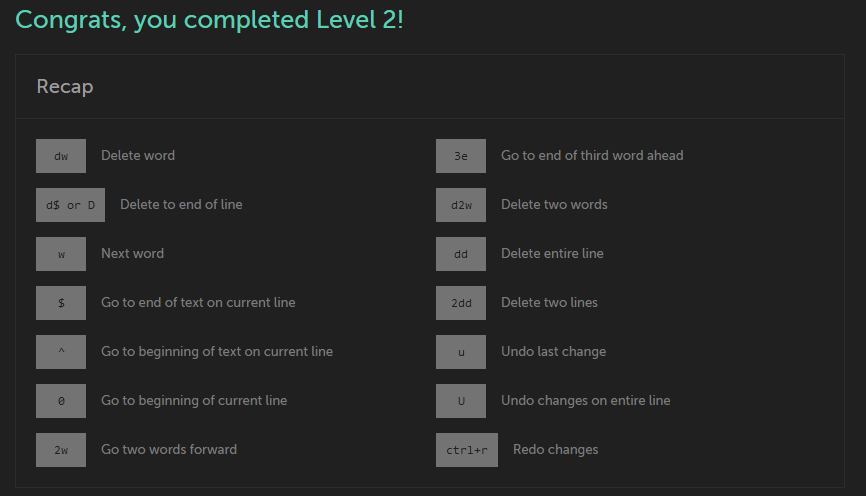 Congrats, you completed Level 2!
Recap
dw Delete word
d$ or D Delete to end of line
w Next word
$ Go to end of text on current line
^ Go to beginning of text on current line
0 Go to beginning of current line
2w Go two words forward
3e Go to end of third word ahead
d2w Delete two words
dd Delete entire line
2dd Delete two lines
u Undo last change
U Undo changes on entire line
ctrl+r Redo changes